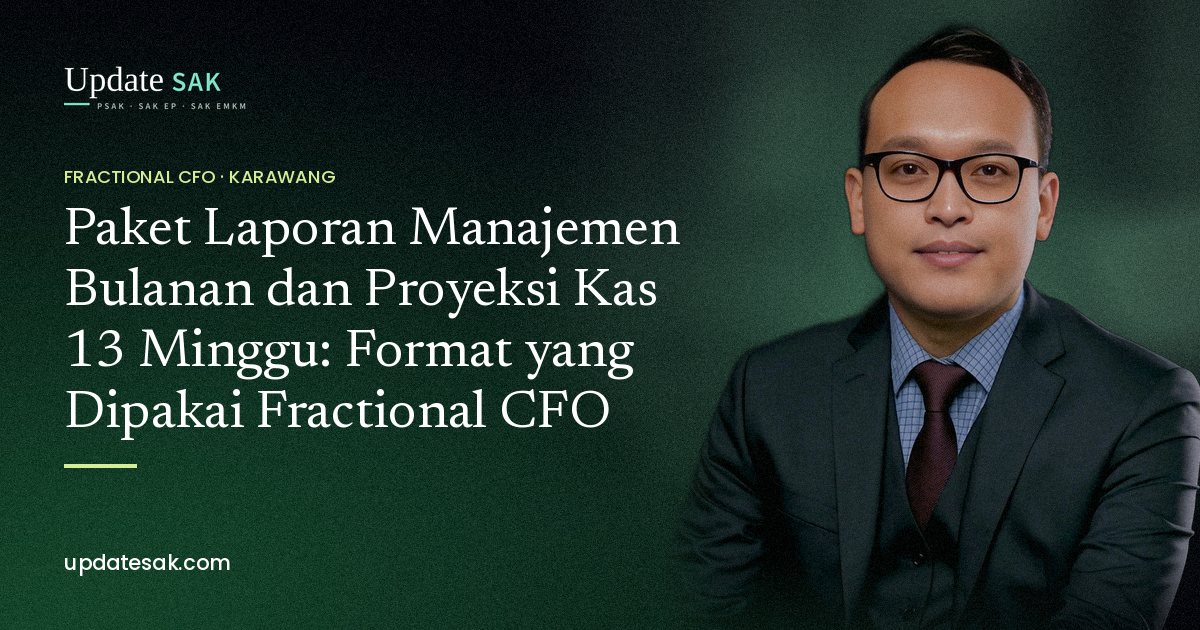 Update SAK
PSAK · SAK EP · SAK EMKM
FRACTIONAL CFO · KARAWANG
Paket Laporan Manajemen
Bulanan dan Proyeksi Kas
13 Minggu: Format yang
Dipakai Fractional CFO
updatesak.com